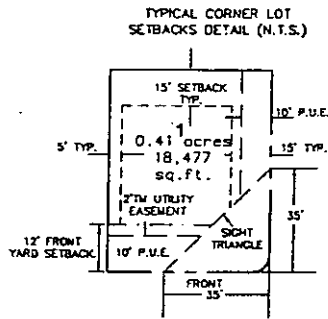 TYPICAL CORNER LOT
SETBACKS DETAIL (N.T.S.)
15' SETBACK
TYP.
10' P.U.E.
1
0.41 acres
18,477
sq.ft.
5' TYP.
15' TYP.
2'TM UTILITY
EASEMENT
35'
12' FRONT
YARD SETBACK
10' P.U.E.
SIGHT
TRIANGLE
FRONT
35'